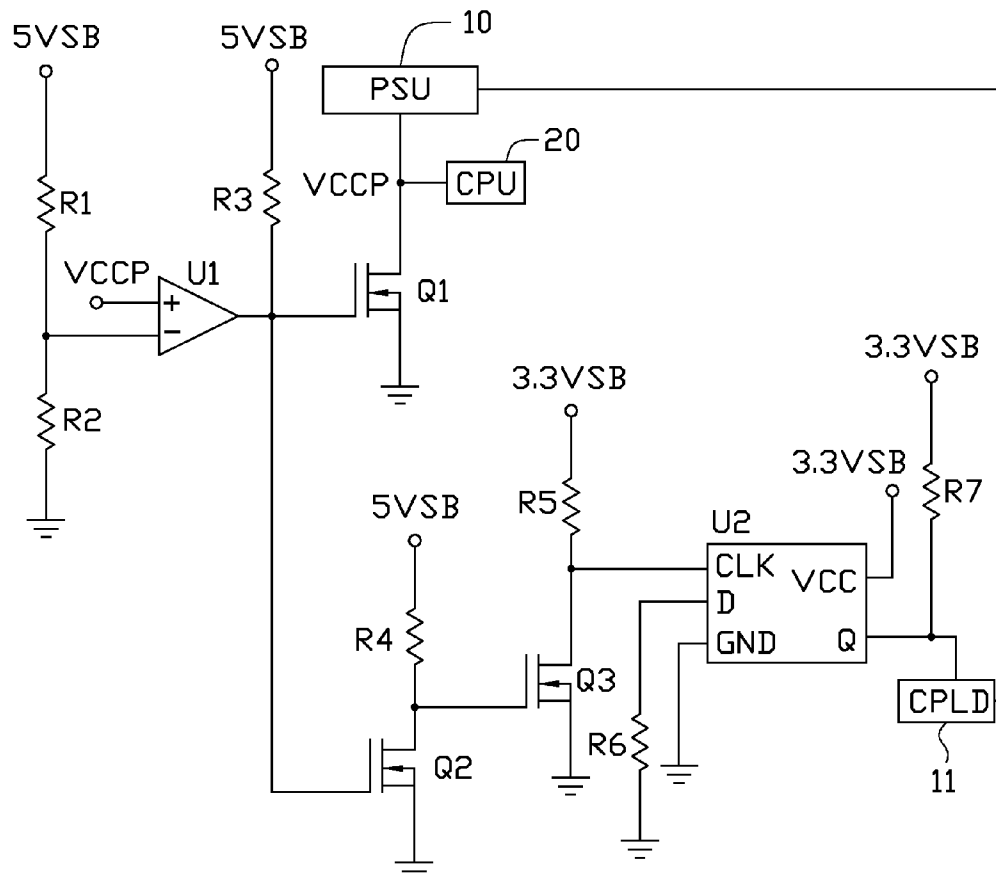 10
5VSB
5VSB
PSU
20
VCCP
CPU
R1
R3
VCCP
U1
+
−
Q1
R2
3.3VSB
3.3VSB
3.3VSB
R5
R7
5VSB
U2
CLK
VCC
D
R4
GND
Q
Q3
CPLD
R6
Q2
11